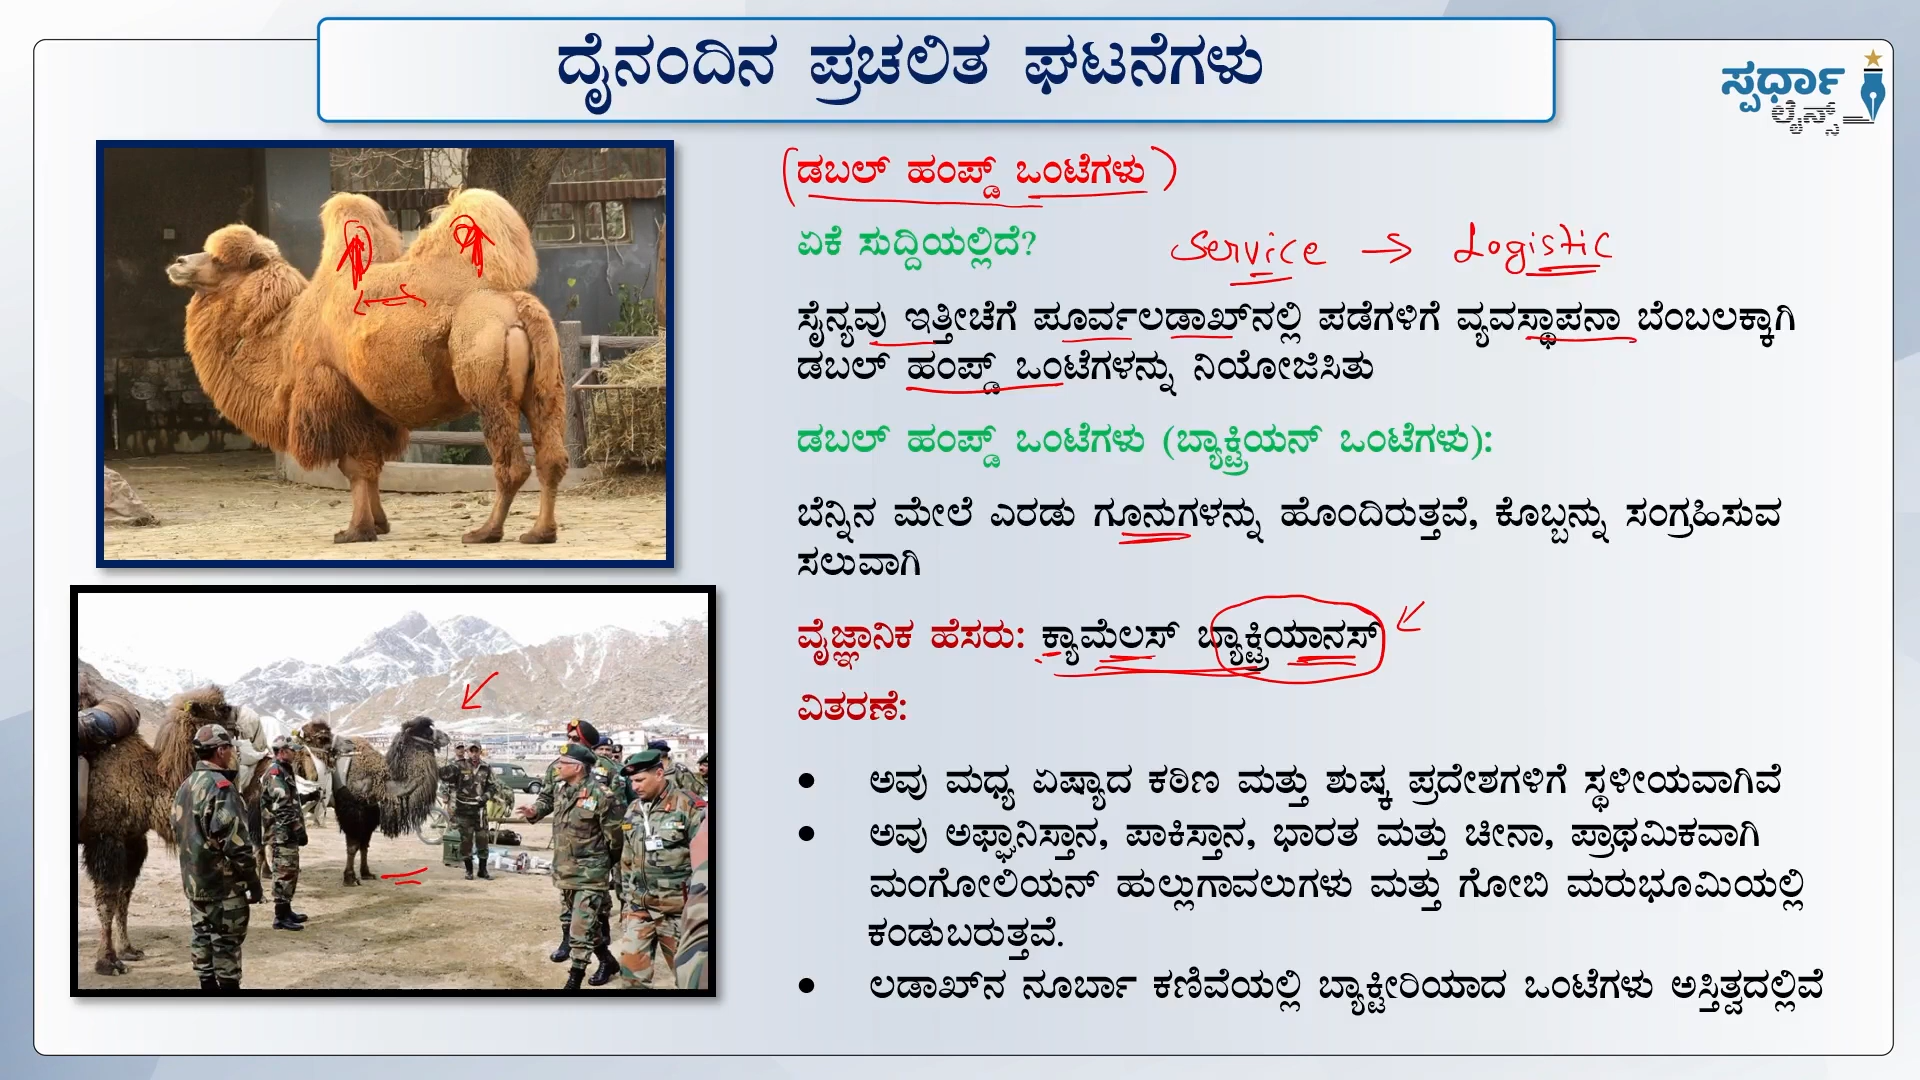 ದೈನಂದಿನ ಪ್ರಚಲಿತ ಘಟನೆಗಳು
ಸ್ಪರ್ಧಾ
ಲೈನ್ಸ್
(ಡಬಲ್ ಹಂಪ್ಡ್ ಒಂಟೆಗಳು)
ಏಕೆ ಸುದ್ದಿಯಲ್ಲಿದೆ?
Service → Logistic
ಸೈನ್ಯವು ಇತ್ತೀಚೆಗೆ ಪೂರ್ವಲಡಾಖ್‌ನಲ್ಲಿ ಪಡೆಗಳಿಗೆ ವ್ಯವಸ್ಥಾಪನಾ ಬೆಂಬಲಕ್ಕಾಗಿ
ಡಬಲ್ ಹಂಪ್ಡ್ ಒಂಟೆಗಳನ್ನು ನಿಯೋಜಿಸಿತು
ಡಬಲ್ ಹಂಪ್ಡ್ ಒಂಟೆಗಳು (ಬ್ಯಾಕ್ಟ್ರಿಯನ್ ಒಂಟೆಗಳು):
ಬೆನ್ನಿನ ಮೇಲೆ ಎರಡು ಗೂನುಗಳನ್ನು ಹೊಂದಿರುತ್ತವೆ, ಕೊಬ್ಬನ್ನು ಸಂಗ್ರಹಿಸುವ
ಸಲುವಾಗಿ
ವೈಜ್ಞಾನಿಕ ಹೆಸರು: ಕ್ಯಾಮೆಲಸ್ ಬ್ಯಾಕ್ಟ್ರಿಯಾನಸ್
ವಿತರಣೆ:
• ಅವು ಮಧ್ಯ ಏಷ್ಯಾದ ಕಠಿಣ ಮತ್ತು ಶುಷ್ಕ ಪ್ರದೇಶಗಳಿಗೆ ಸ್ಥಳೀಯವಾಗಿವೆ
• ಅವು ಅಫ್ಘಾನಿಸ್ತಾನ, ಪಾಕಿಸ್ತಾನ, ಭಾರತ ಮತ್ತು ಚೀನಾ, ಪ್ರಾಥಮಿಕವಾಗಿ
ಮಂಗೋಲಿಯನ್ ಹುಲ್ಲುಗಾವಲುಗಳು ಮತ್ತು ಗೋಬಿ ಮರುಭೂಮಿಯಲ್ಲಿ
ಕಂಡುಬರುತ್ತವೆ.
• ಲಡಾಖ್‌ನ ನೂರ್ಬಾ ಕಣಿವೆಯಲ್ಲಿ ಬ್ಯಾಕ್ಟೀರಿಯಾದ ಒಂಟೆಗಳು ಅಸ್ತಿತ್ವದಲ್ಲಿವೆ